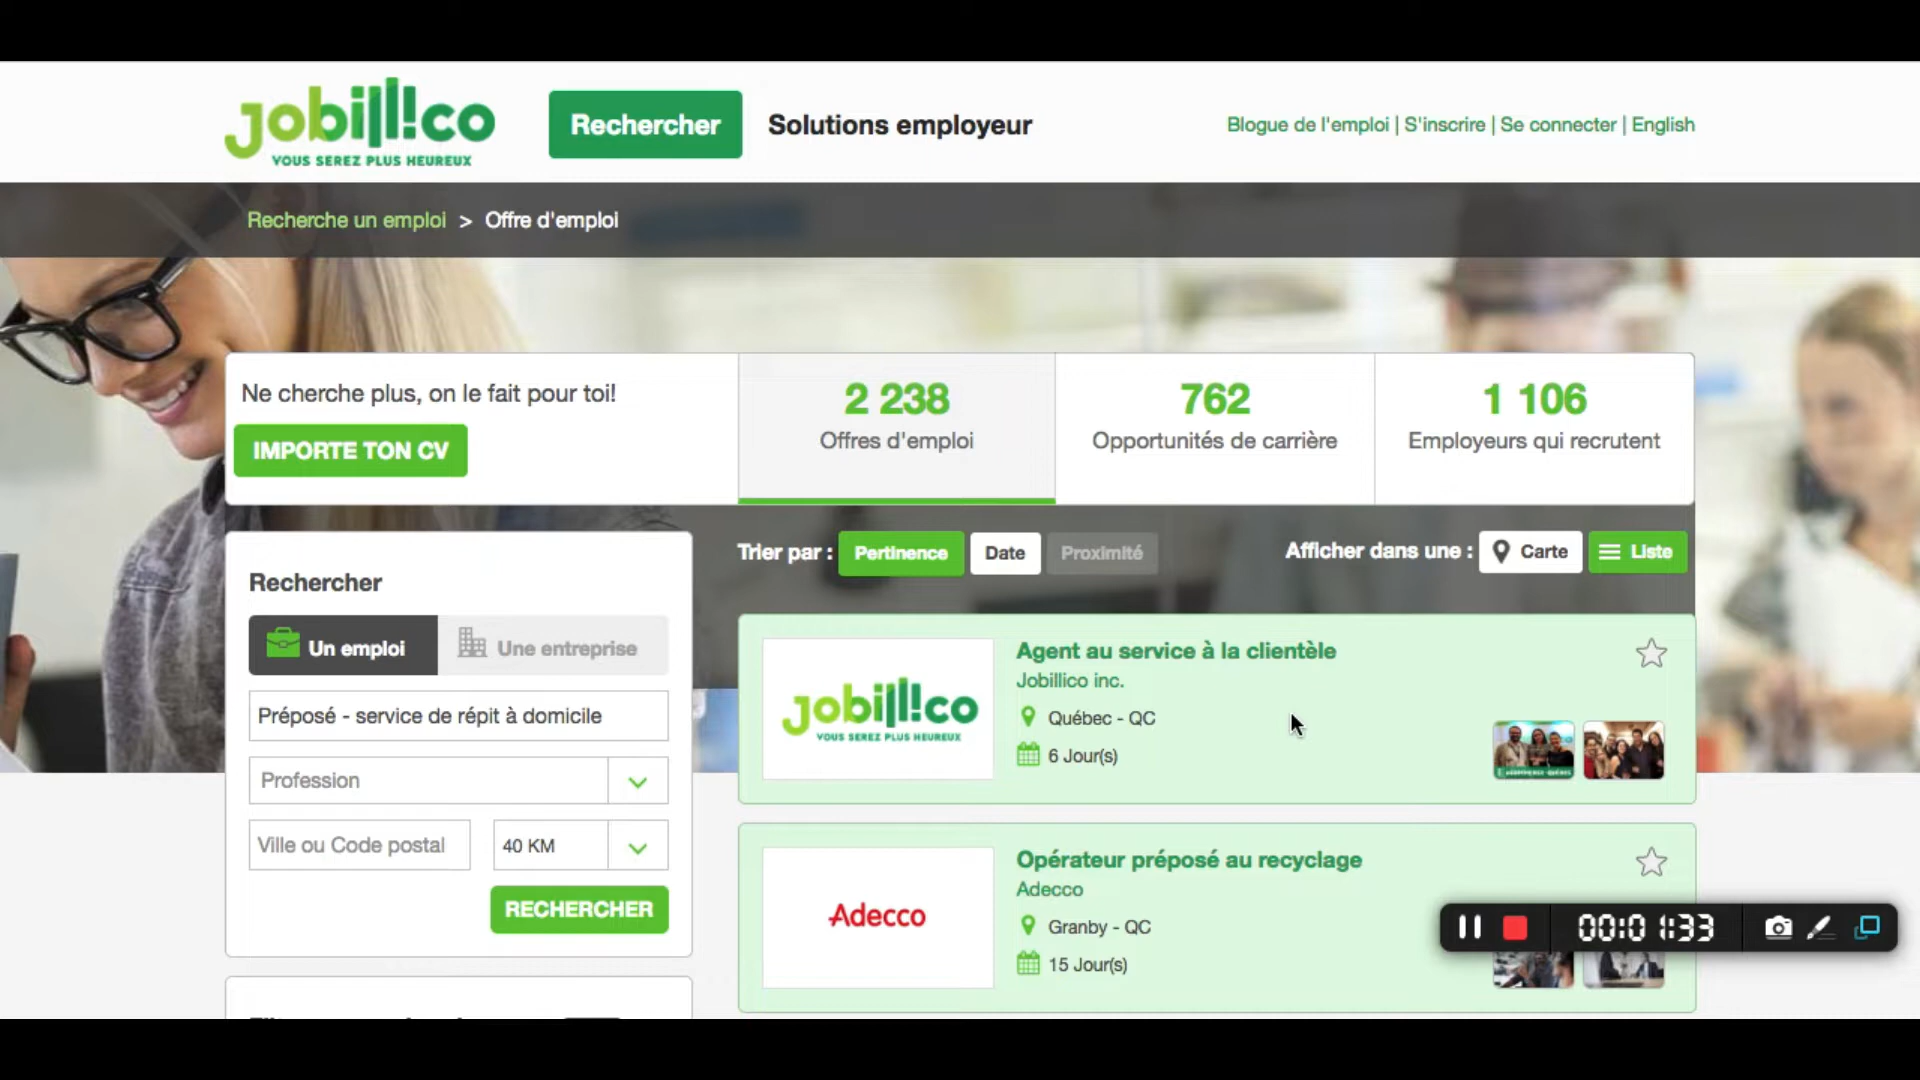 jobillico
VOUS SEREZ PLUS HEUREUX
Rechercher
Solutions employeur
Blogue de l'emploi | S'inscrire | Se connecter | English
Recherche un emploi > Offre d'emploi
Ne cherche plus, on le fait pour toi!
IMPORTE TON CV
2 238
Offres d'emploi
762
Opportunités de carrière
1 106
Employeurs qui recrutent
Rechercher
Un emploi
Une entreprise
Préposé - service de répit à domicile
Profession
Ville ou Code postal
40 KM
RECHERCHER
Trier par :
Pertinence
Date
Proximité
Afficher dans une :
Carte
Liste
jobillico
VOUS SEREZ PLUS HEUREUX
Agent au service à la clientèle
Jobillico inc.
Québec - QC
6 Jour(s)
Adecco
Opérateur préposé au recyclage
Adecco
Granby - QC
15 Jour(s)
00:01:33